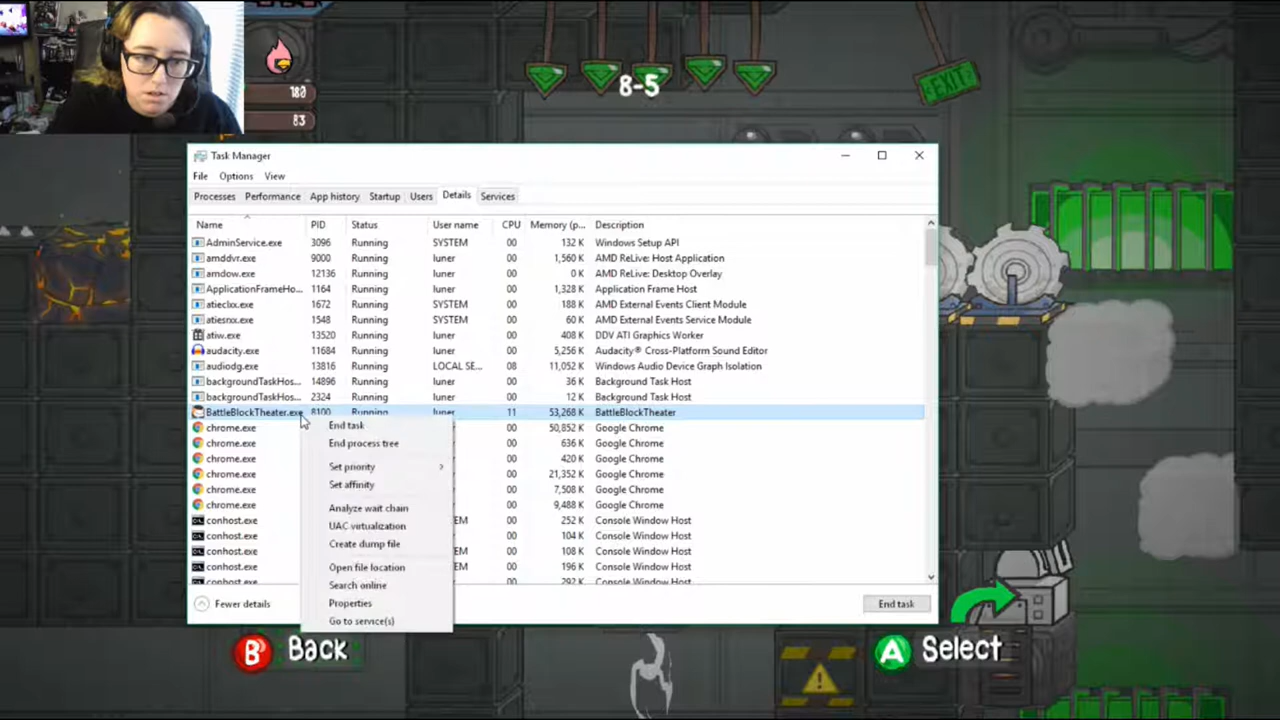 180
83
8-5
EXIT
Task Manager
File Options View
Processes Performance App history Startup Users Details Services
Name PID Status User name CPU Memory (p... Description
AdminService.exe 3096 Running SYSTEM 00 132 K Windows Setup API
amddvr.exe 9000 Running luner 00 1,560 K AMD ReLive: Host Application
amdow.exe 12136 Running luner 00 0 K AMD ReLive: Desktop Overlay
ApplicationFrameHo... 1164 Running luner 00 1,328 K Application Frame Host
atieclxx.exe 1672 Running SYSTEM 00 188 K AMD External Events Client Module
atiesrxx.exe 1548 Running SYSTEM 00 60 K AMD External Events Service Module
atiw.exe 13520 Running luner 00 408 K DDV ATI Graphics Worker
audacity.exe 11684 Running luner 00 5,256 K Audacity® Cross-Platform Sound Editor
audiodg.exe 13816 Running LOCAL SE... 08 11,052 K Windows Audio Device Graph Isolation
backgroundTaskHos... 14896 Running luner 00 36 K Background Task Host
backgroundTaskHos... 2324 Running luner 00 12 K Background Task Host
BattleBlockTheater.exe 8100 Running luner 11 53,268 K BattleBlockTheater
chrome.exe 00 50,852 K Google Chrome
chrome.exe 00 636 K Google Chrome
chrome.exe 00 420 K Google Chrome
chrome.exe 00 21,352 K Google Chrome
chrome.exe 00 7,508 K Google Chrome
chrome.exe 00 9,488 K Google Chrome
conhost.exe EM 00 252 K Console Window Host
conhost.exe 00 104 K Console Window Host
conhost.exe EM 00 108 K Console Window Host
conhost.exe EM 00 196 K Console Window Host
conhost.exe 00 292 K Console Window Host
End task
End process tree
Set priority
Set affinity
Analyze wait chain
UAC virtualization
Create dump file
Open file location
Search online
Properties
Go to service(s)
Fewer details End task
B Back
A Select